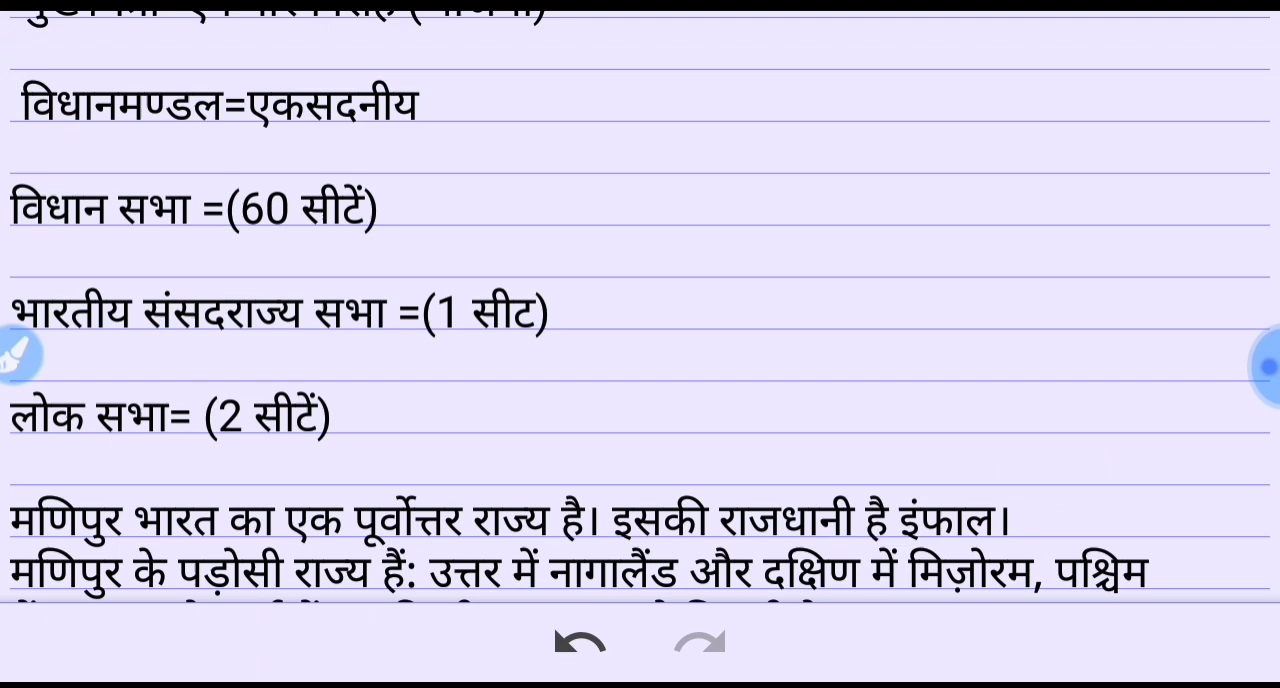 विधानमण्डल=एकसदनीय
विधान सभा =(60 सीटें)
भारतीय संसदराज्य सभा =(1 सीट)
लोक सभा= (2 सीटें)
मणिपुर भारत का एक पूर्वोत्तर राज्य है। इसकी राजधानी है इंफाल।
मणिपुर के पड़ोसी राज्य हैं: उत्तर में नागालैंड और दक्षिण में मिज़ोरम, पश्चिम